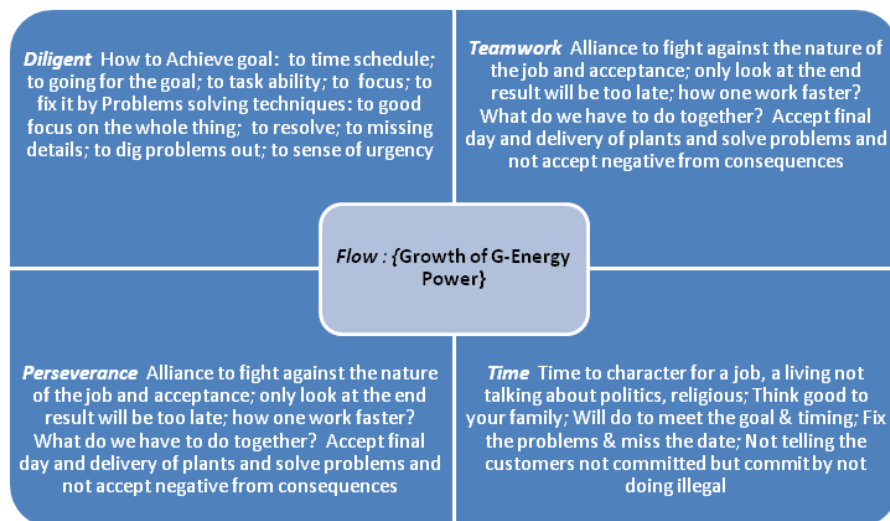 Diligent How to Achieve goal: to time schedule;
to going for the goal; to task ability; to focus; to
fix it by Problems solving techniques: to good
focus on the whole thing; to resolve; to missing
details; to dig problems out; to sense of urgency
Teamwork Alliance to fight against the nature of
the job and acceptance; only look at the end
result will be too late; how one work faster?
What do we have to do together? Accept final
day and delivery of plants and solve problems and
not accept negative from consequences
Flow : {Growth of G-Energy
Power}
Perseverance Alliance to fight against the nature
of the job and acceptance; only look at the end
result will be too late; how one work faster?
What do we have to do together? Accept final
day and delivery of plants and solve problems and
not accept negative from consequences
Time Time to character for a job, a living not
talking about politics, religious; Think good to
your family; Will do to meet the goal & timing; Fix
the problems & miss the date; Not telling the
customers not committed but commit by not
doing illegal